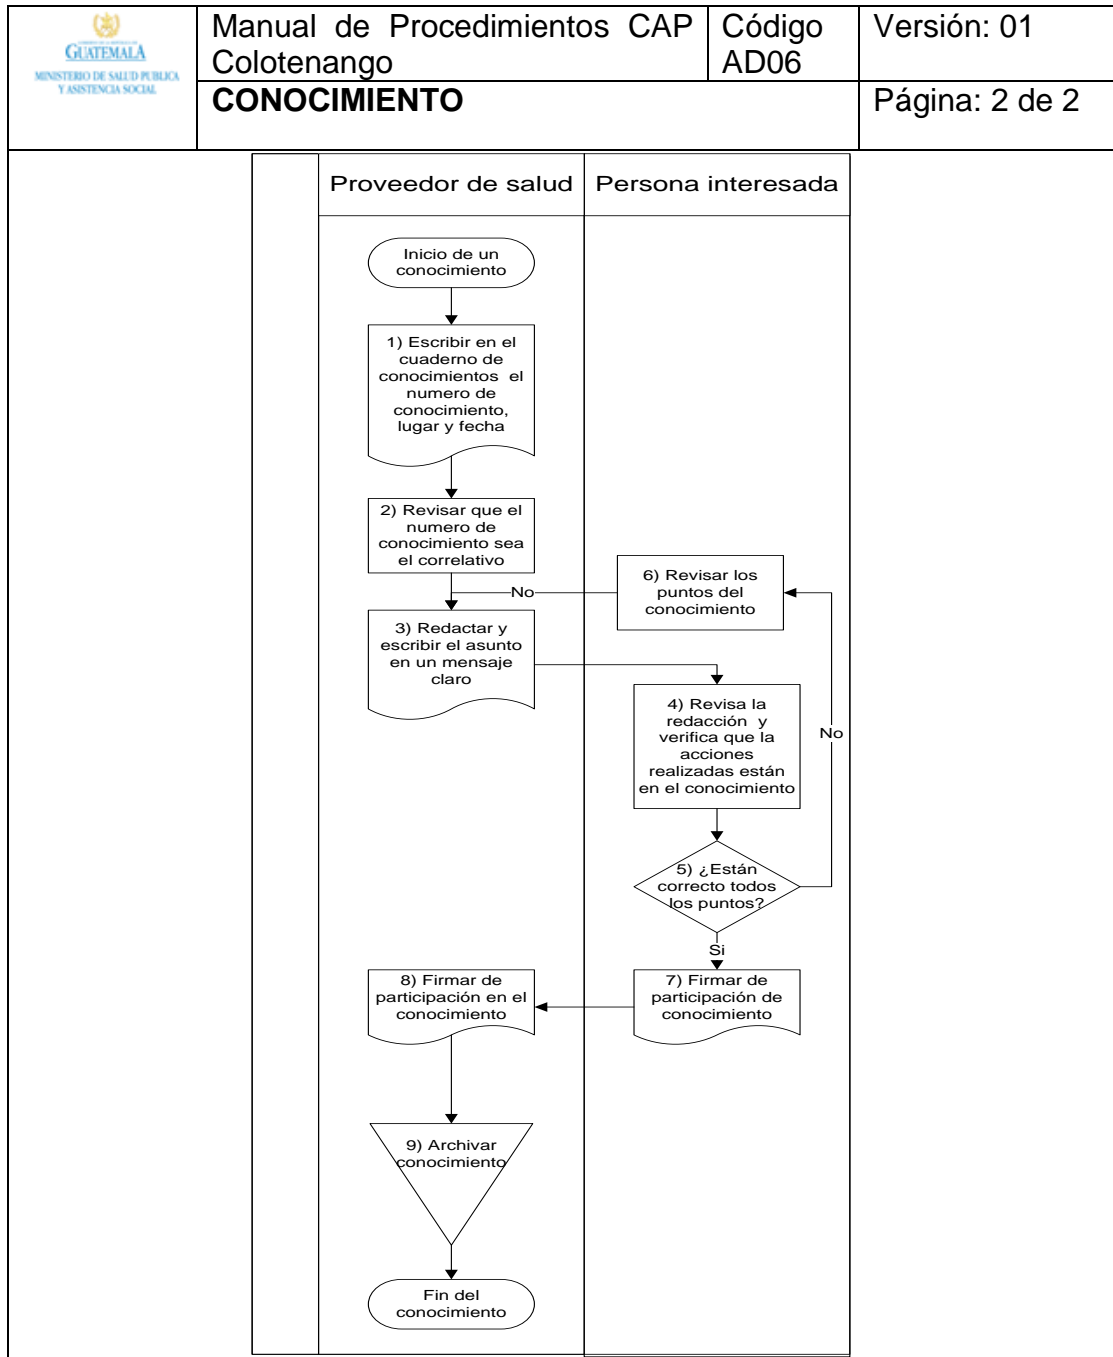 GUATEMALA
MINISTERIO DE SALUD PUBLICA
Y ASISTENCIA SOCIAL
Manual de Procedimientos CAP
Colotenango
Código
AD06
Versión: 01
CONOCIMIENTO
Página: 2 de 2
Proveedor de salud
Persona interesada
Inicio de un
conocimiento
1) Escribir en el
cuaderno de
conocimientos el
numero de
conocimiento,
lugar y fecha
2) Revisar que el
numero de
conocimiento sea
el correlativo
6) Revisar los
puntos del
conocimiento
No
3) Redactar y
escribir el asunto
en un mensaje
claro
4) Revisa la
redacción y
verifica que la
acciones
realizadas están
en el conocimiento
No
5) ¿Están
correcto todos
los puntos?
Si
8) Firmar de
participación en el
conocimiento
7) Firmar de
participación de
conocimiento
9) Archivar
conocimiento
Fin del
conocimiento